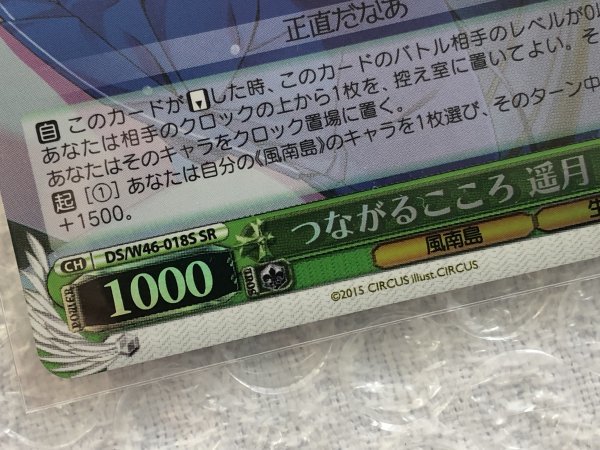 正直だなあ
自 このカードが した時、このカードのバトル相手のレベルが0以
あなたは相手のクロックの上から1枚を、控え室に置いてよい。そ
あなたはそのキャラをクロック置場に置く。
起 [①] あなたは自分の《風南島》のキャラを1枚選び、そのターン中
+1500。
つながるこころ 遥月
CH DS/W46-018S SR
風南島
生
POWER 1000 SOUL
©2015 CIRCUS illust.CIRCUS